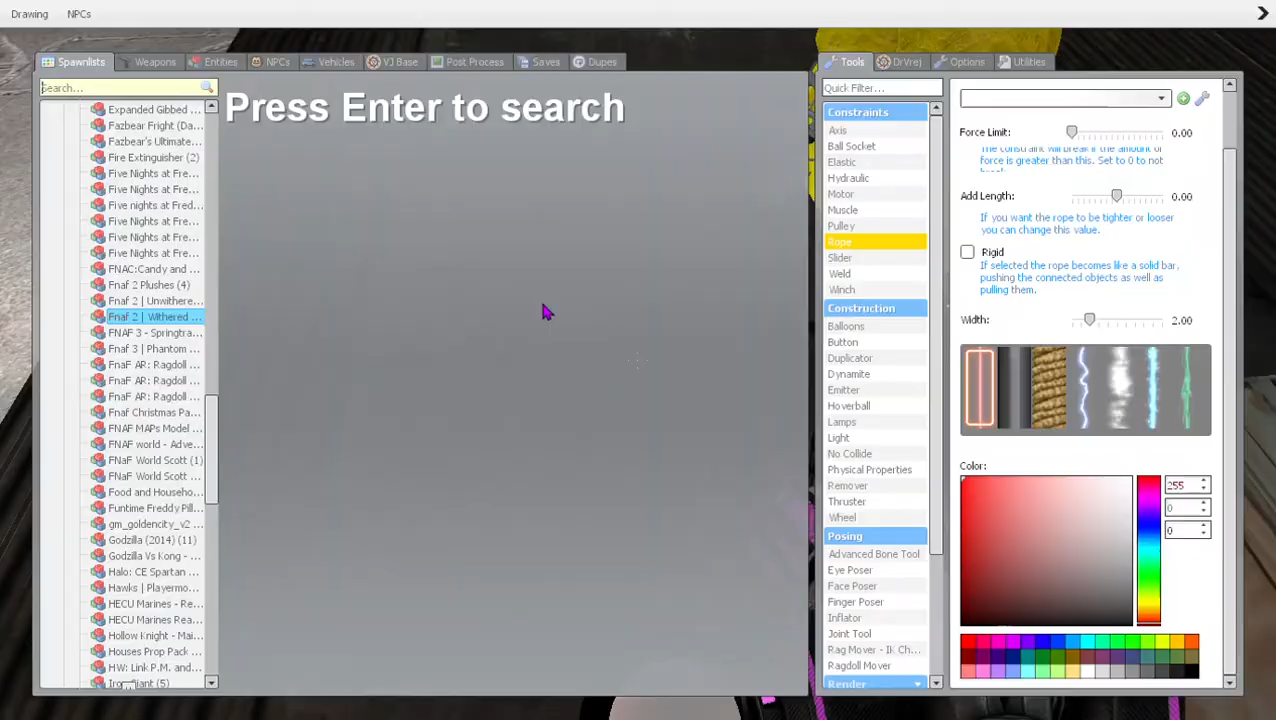 Drawing NPCs
Spawnlists Weapons Entities NPCs Vehicles VJ Base Post Process Saves Dupes
Search...
Press Enter to search
Expanded Gibbed ...
Fazbear Fright (Da...
Fazbear's Ultimate...
Fire Extinguisher (2)
Five Nights at Fre...
Five Nights at Fre...
Five nights at Fred...
Five Nights at Fre...
Five Nights at Fre...
Five Nights at Fre...
FNAC:Candy and ...
Fnaf 2 Plushes (4)
Fnaf 2 | Unwithere...
Fnaf 2 | Withered ...
FNAF 3 - Springtra...
Fnaf 3 | Phantom ...
FnaF AR: Ragdoll ...
FnaF AR: Ragdoll ...
FnaF AR: Ragdoll ...
Fnaf Christmas Pa...
FNAF MAPs Model ...
FNAF world - Adve...
FNaF World Scott (1)
FNaF World Scott ...
Food and Househo...
Funtime Freddy Pill...
gm_goldencity_v2 ...
Godzilla (2014) (11)
Godzilla Vs Kong - ...
Halo: CE Spartan ...
Hawks | Playermo...
HECU Marines - Re...
HECU Marines Rea...
Hollow Knight - Mai...
Houses Prop Pack ...
HW: Link P.M. and...
Tools DrVrej Options Utilities
Quick Filter...
Constraints
Axis
Ball Socket
Elastic
Hydraulic
Motor
Muscle
Pulley
Rope
Slider
Weld
Winch
Construction
Balloons
Button
Duplicator
Dynamite
Emitter
Hoverball
Lamps
Light
No Collide
Physical Properties
Remover
Thruster
Wheel
Posing
Advanced Bone Tool
Eye Poser
Face Poser
Finger Poser
Inflator
Joint Tool
Rag Mover - Ik Ch...
Ragdoll Mover
Render
Force Limit: 0.00
The constraint will break if the amount of
force is greater than this. Set to 0 to not
break.
Add Length: 0.00
If you want the rope to be tighter or looser
you can change this value.
Rigid
If selected the rope becomes like a solid bar,
pushing the connected objects as well as
pulling them.
Width: 2.00
Color:
255
0
0